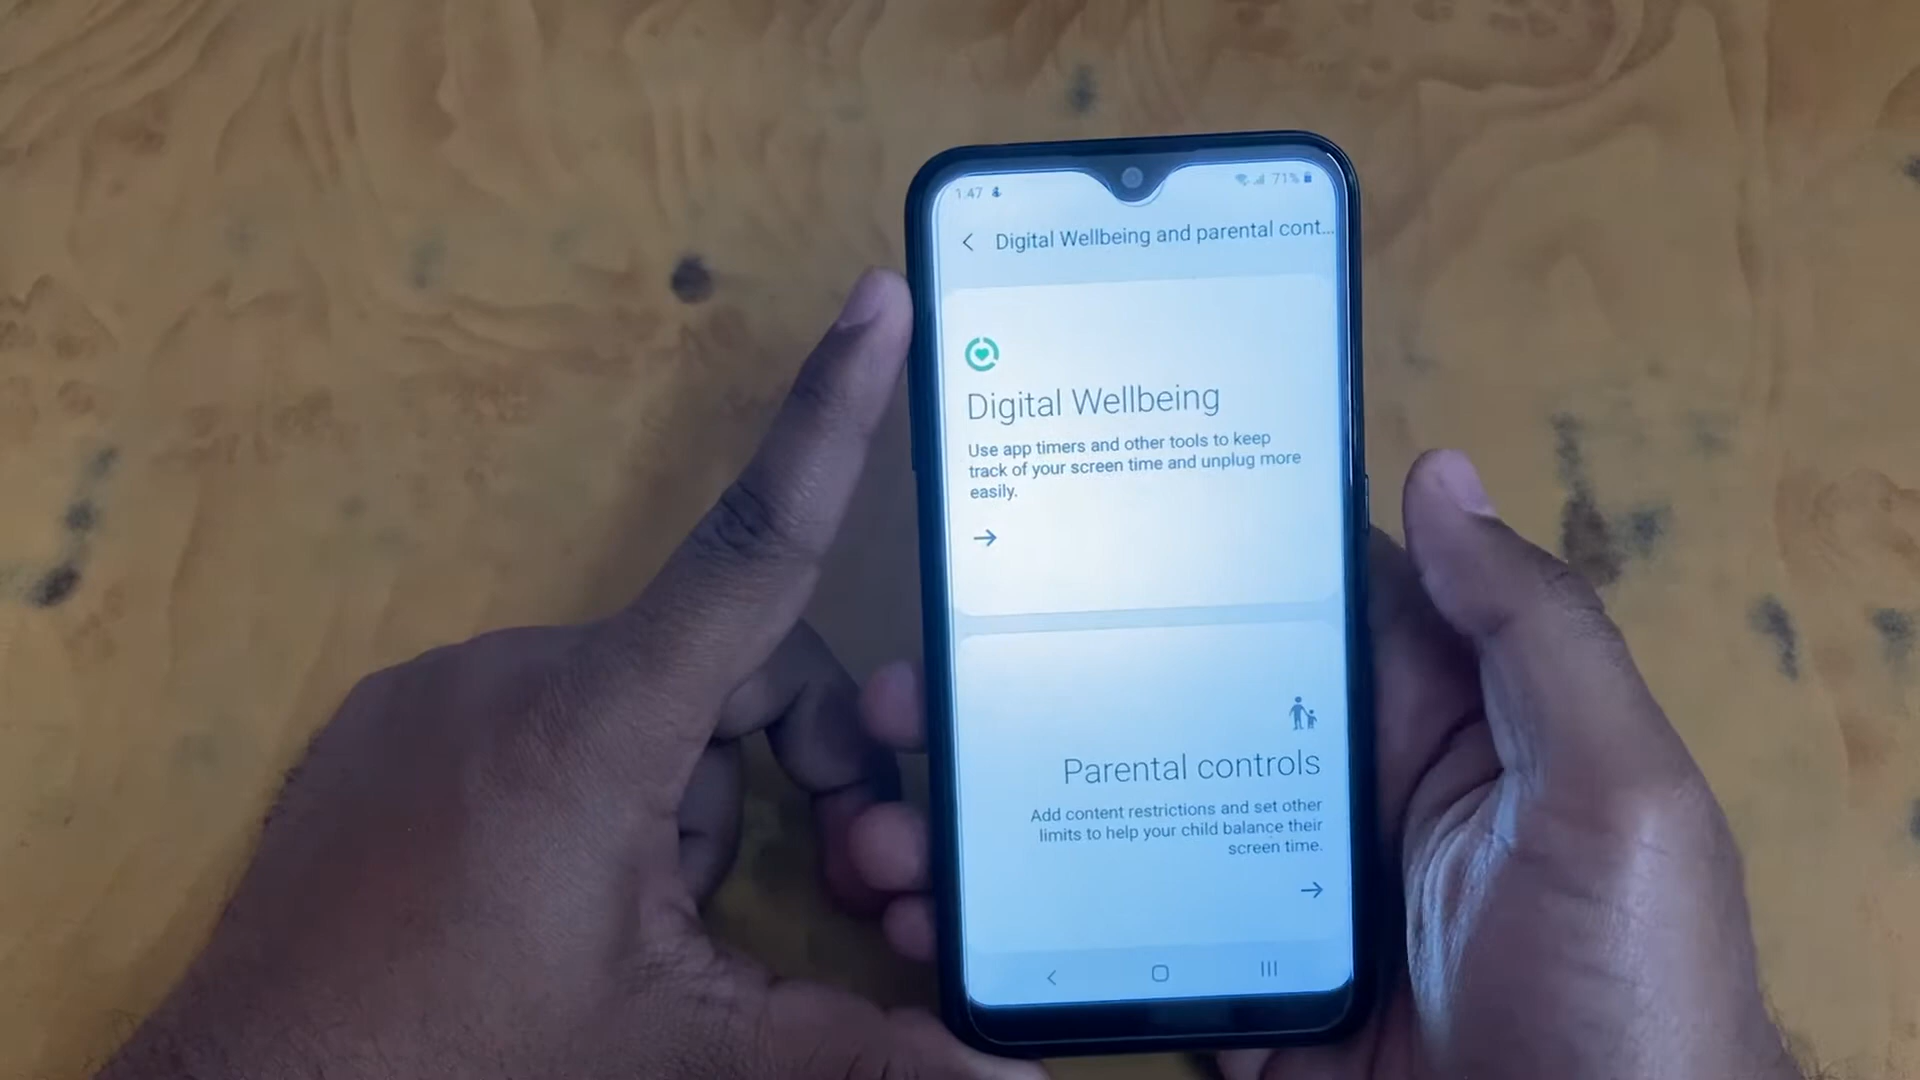 1:47
71%
Digital Wellbeing and parental cont...
Digital Wellbeing
Use app timers and other tools to keep
track of your screen time and unplug more
easily.
Parental controls
Add content restrictions and set other
limits to help your child balance their
screen time.